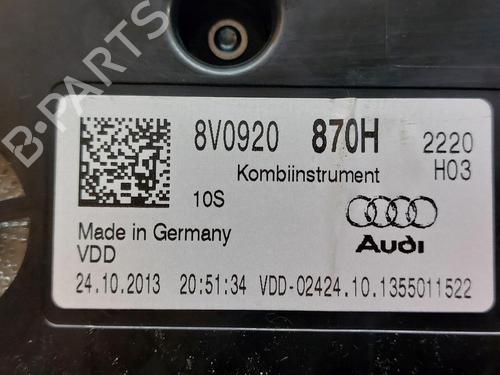 B-PARTS
8V0920 870H 2220
Kombiinstrument H03
10S
Made in Germany
VDD
Audi
24.10.2013 20:51:34 VDD-02424.10.1355011522